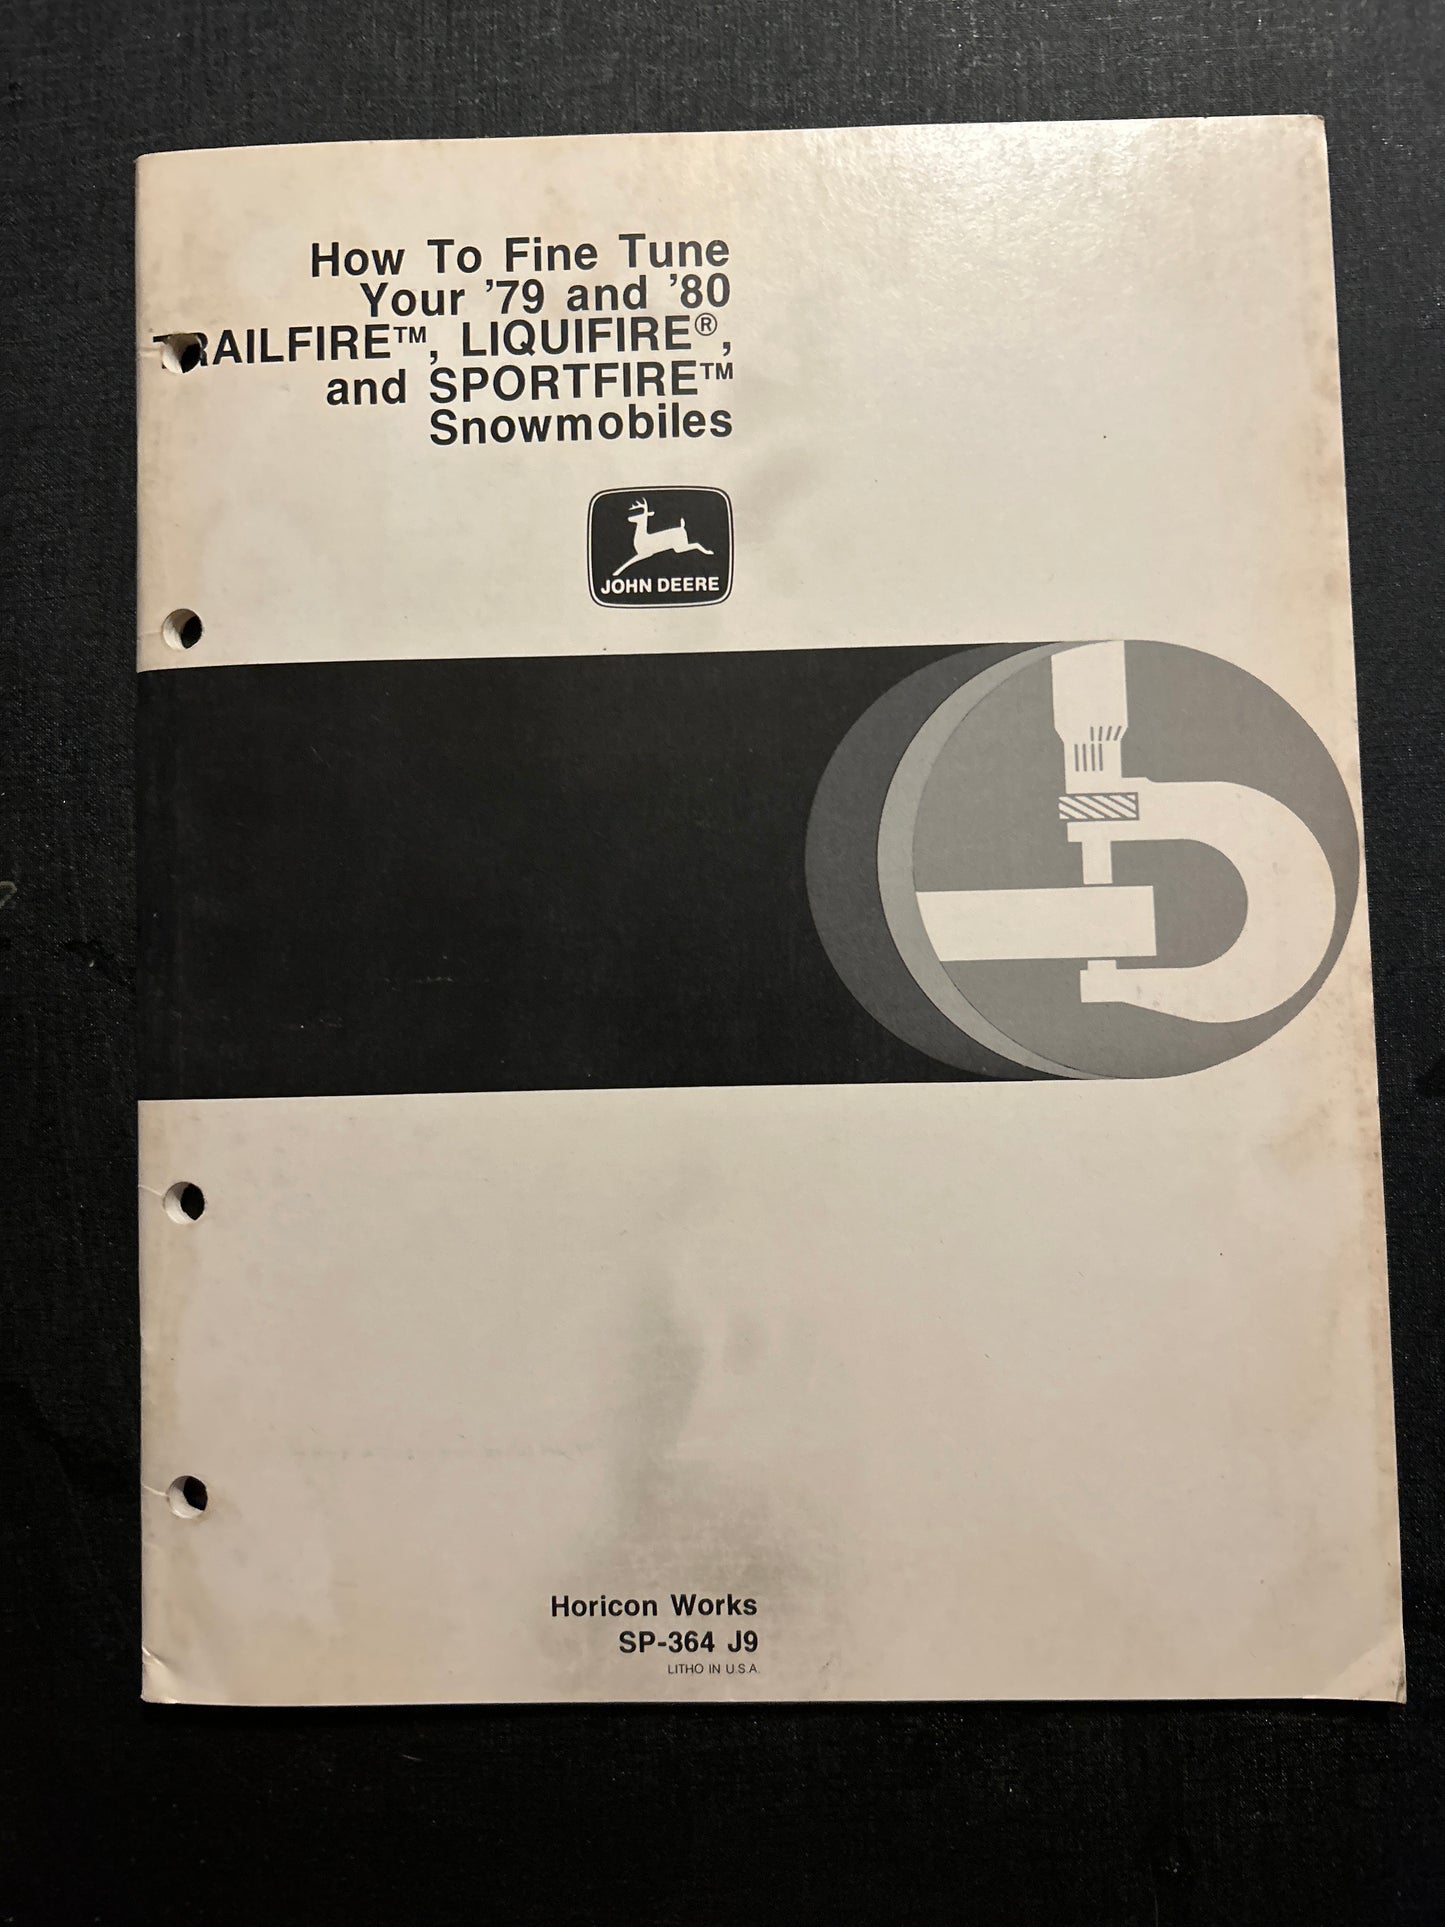 How To Fine Tune
Your ’79 and ’80
TRAILFIRE™, LIQUIFIRE®,
and SPORTFIRE™
Snowmobiles
JOHN DEERE
Horicon Works
SP-364 J9
LITHO IN U.S.A.